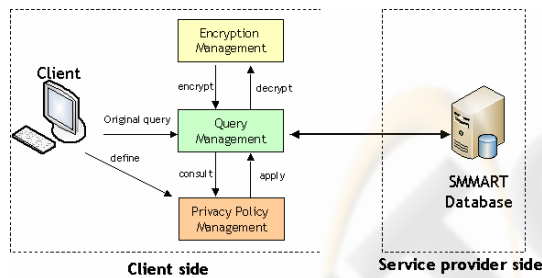 Encryption
Management
Client
encrypt
decrypt
Original query
Query
Management
define
consult
apply
Privacy Policy
Management
SMMART
Database
Client side
Service provider side